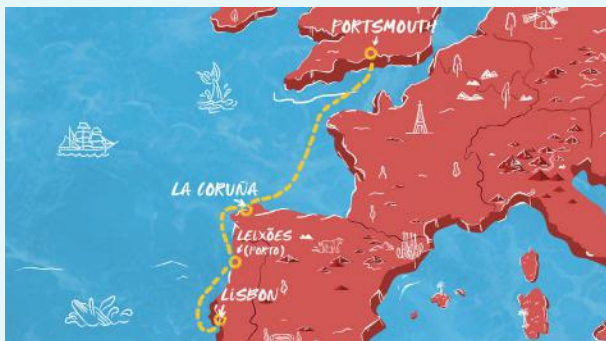 PORTSMOUTH
LA CORUÑA
LEIXÕES
(PORTO)
LISBON